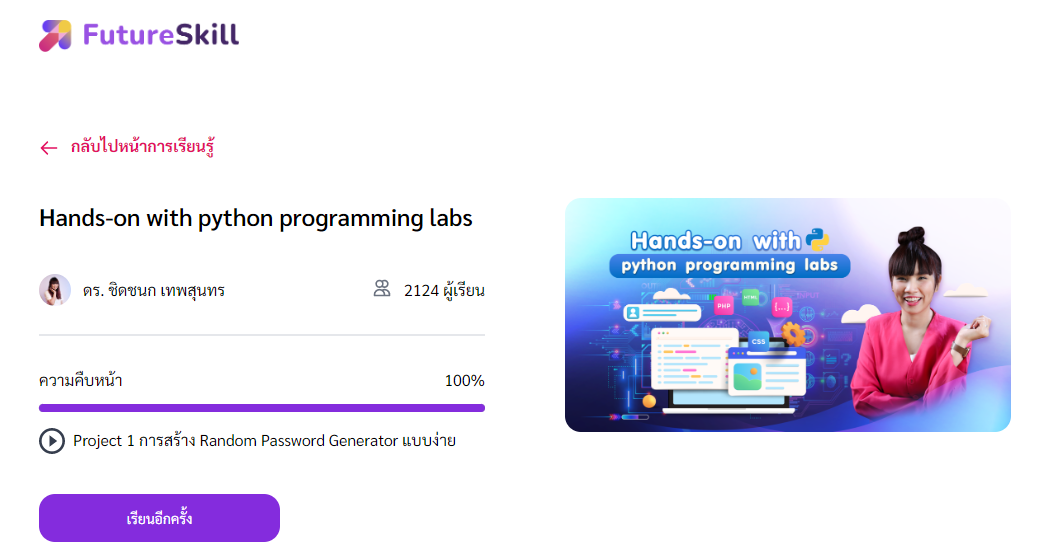 FutureSkill
กลับไปหน้าการเรียนรู้
Hands-on with python programming labs
ดร. ชิดชนก เทพสุนทร
2124 ผู้เรียน
ความคืบหน้า
100%
Project 1 การสร้าง Random Password Generator แบบง่าย
เรียนอีกครั้ง
Hands-on with
python programming labs
PHP
HTML
{...}
CSS